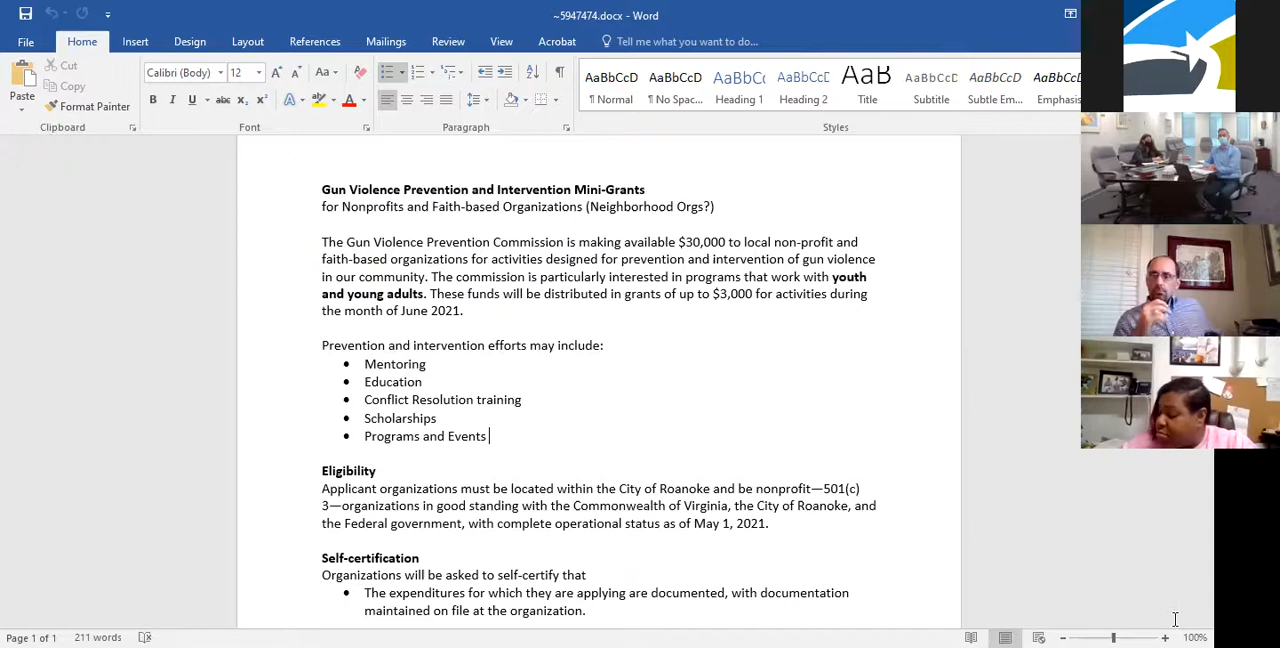 ~5947474.docx - Word
File Home Insert Design Layout References Mailings Review View Acrobat Tell me what you want to do...
Paste
Cut
Copy
Format Painter
Clipboard
Calibri (Body) 12
Font
Paragraph
AaBbCcD AaBbCcD AaBbCc AaBbCcD AaB AaBbCcD AaBbCcD AaBbCcD
¶ Normal ¶ No Spac... Heading 1 Heading 2 Title Subtitle Subtle Em... Emphasis
Styles
Gun Violence Prevention and Intervention Mini-Grants
for Nonprofits and Faith-based Organizations (Neighborhood Orgs?)
The Gun Violence Prevention Commission is making available $30,000 to local non-profit and
faith-based organizations for activities designed for prevention and intervention of gun violence
in our community. The commission is particularly interested in programs that work with youth
and young adults. These funds will be distributed in grants of up to $3,000 for activities during
the month of June 2021.
Prevention and intervention efforts may include:
• Mentoring
• Education
• Conflict Resolution training
• Scholarships
• Programs and Events
Eligibility
Applicant organizations must be located within the City of Roanoke and be nonprofit—501(c)
3—organizations in good standing with the Commonwealth of Virginia, the City of Roanoke, and
the Federal government, with complete operational status as of May 1, 2021.
Self-certification
Organizations will be asked to self-certify that
• The expenditures for which they are applying are documented, with documentation
maintained on file at the organization.
Page 1 of 1 211 words 100%